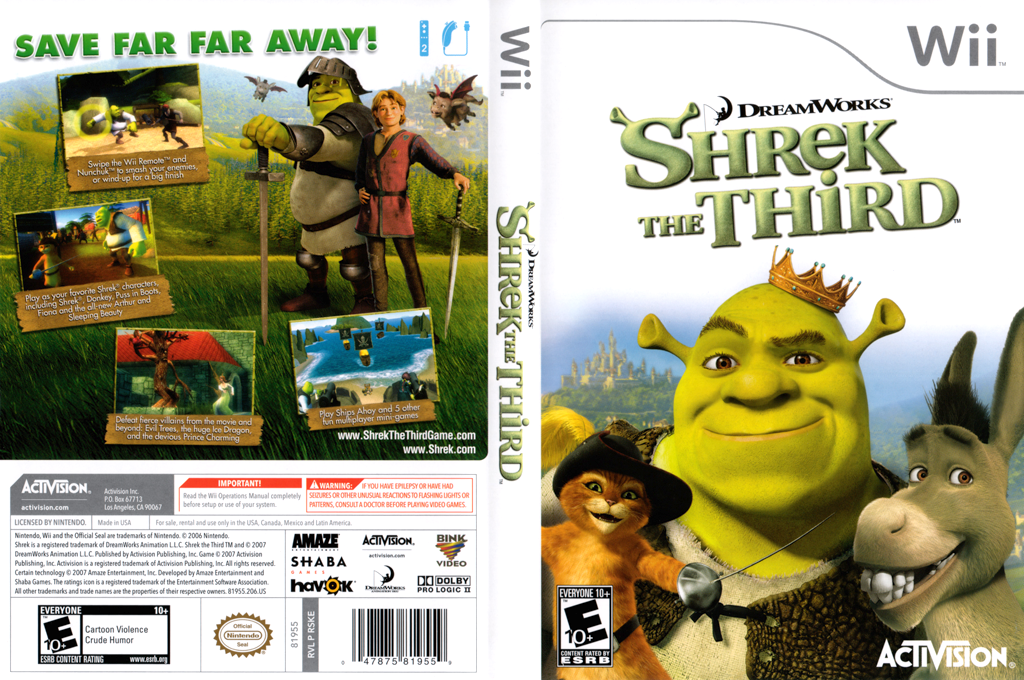 SAVE FAR FAR AWAY!
2
Swipe the Wii Remote™ and
Nunchuk™ to smash your enemies,
or wind-up for a big finish
Play as your favorite Shrek® characters,
including Shrek®, Donkey, Puss in Boots,
Fiona and the all-new Arthur and
Sleeping Beauty
Defeat fierce villains from the movie and
beyond: Evil Trees, the huge Ice Dragon,
and the devious Prince Charming
Play Ships Ahoy and 5 other
fun multiplayer mini-games.
www.ShrekTheThirdGame.com
www.Shrek.com
ACTIVISION®
activision.com
Activision Inc.
P.O. Box 67713
Los Angeles, CA 90067
IMPORTANT!
Read the Wii Operations Manual completely
before setup or use of your system.
WARNING: IF YOU HAVE EPILEPSY OR HAVE HAD
SEIZURES OR OTHER UNUSUAL REACTIONS TO FLASHING LIGHTS OR
PATTERNS, CONSULT A DOCTOR BEFORE PLAYING VIDEO GAMES.
LICENSED BY NINTENDO.
Made in USA
For sale, rental and use only in the USA, Canada, Mexico and Latin America.
Nintendo, Wii and the Official Seal are trademarks of Nintendo. © 2006 Nintendo.
Shrek is a registered trademark of DreamWorks Animation L.L.C. Shrek the Third TM and © 2007
DreamWorks Animation L.L.C. Published by Activision Publishing, Inc. Game © 2007 Activision
Publishing, Inc. Activision is a registered trademark of Activision Publishing, Inc. All rights reserved.
Certain technology © 2007 Amaze Entertainment, Inc. Developed by Amaze Entertainment and
Shaba Games. The ratings icon is a registered trademark of the Entertainment Software Association.
All other trademarks and trade names are the properties of their respective owners. 81955.206.US
AMAZE
ENTERTAINMENT
ACTIVISION®
activision.com
BINK
VIDEO
SHABA
GAMES
havok
DREAMWORKS
DOLBY
PRO LOGIC II
EVERYONE 10+
E
10+
Cartoon Violence
Crude Humor
ESRB CONTENT RATING www.esrb.org
Official
Nintendo
Seal
81955
RVL P RSKE
0 47875 81955 9
Wii
DREAMWORKS
SHREK THE THIRD™
Wii™
DREAMWORKS®
SHREK
THE THIRD™
EVERYONE 10+
E
10+
CONTENT RATED BY
ESRB
ACTIVISION®